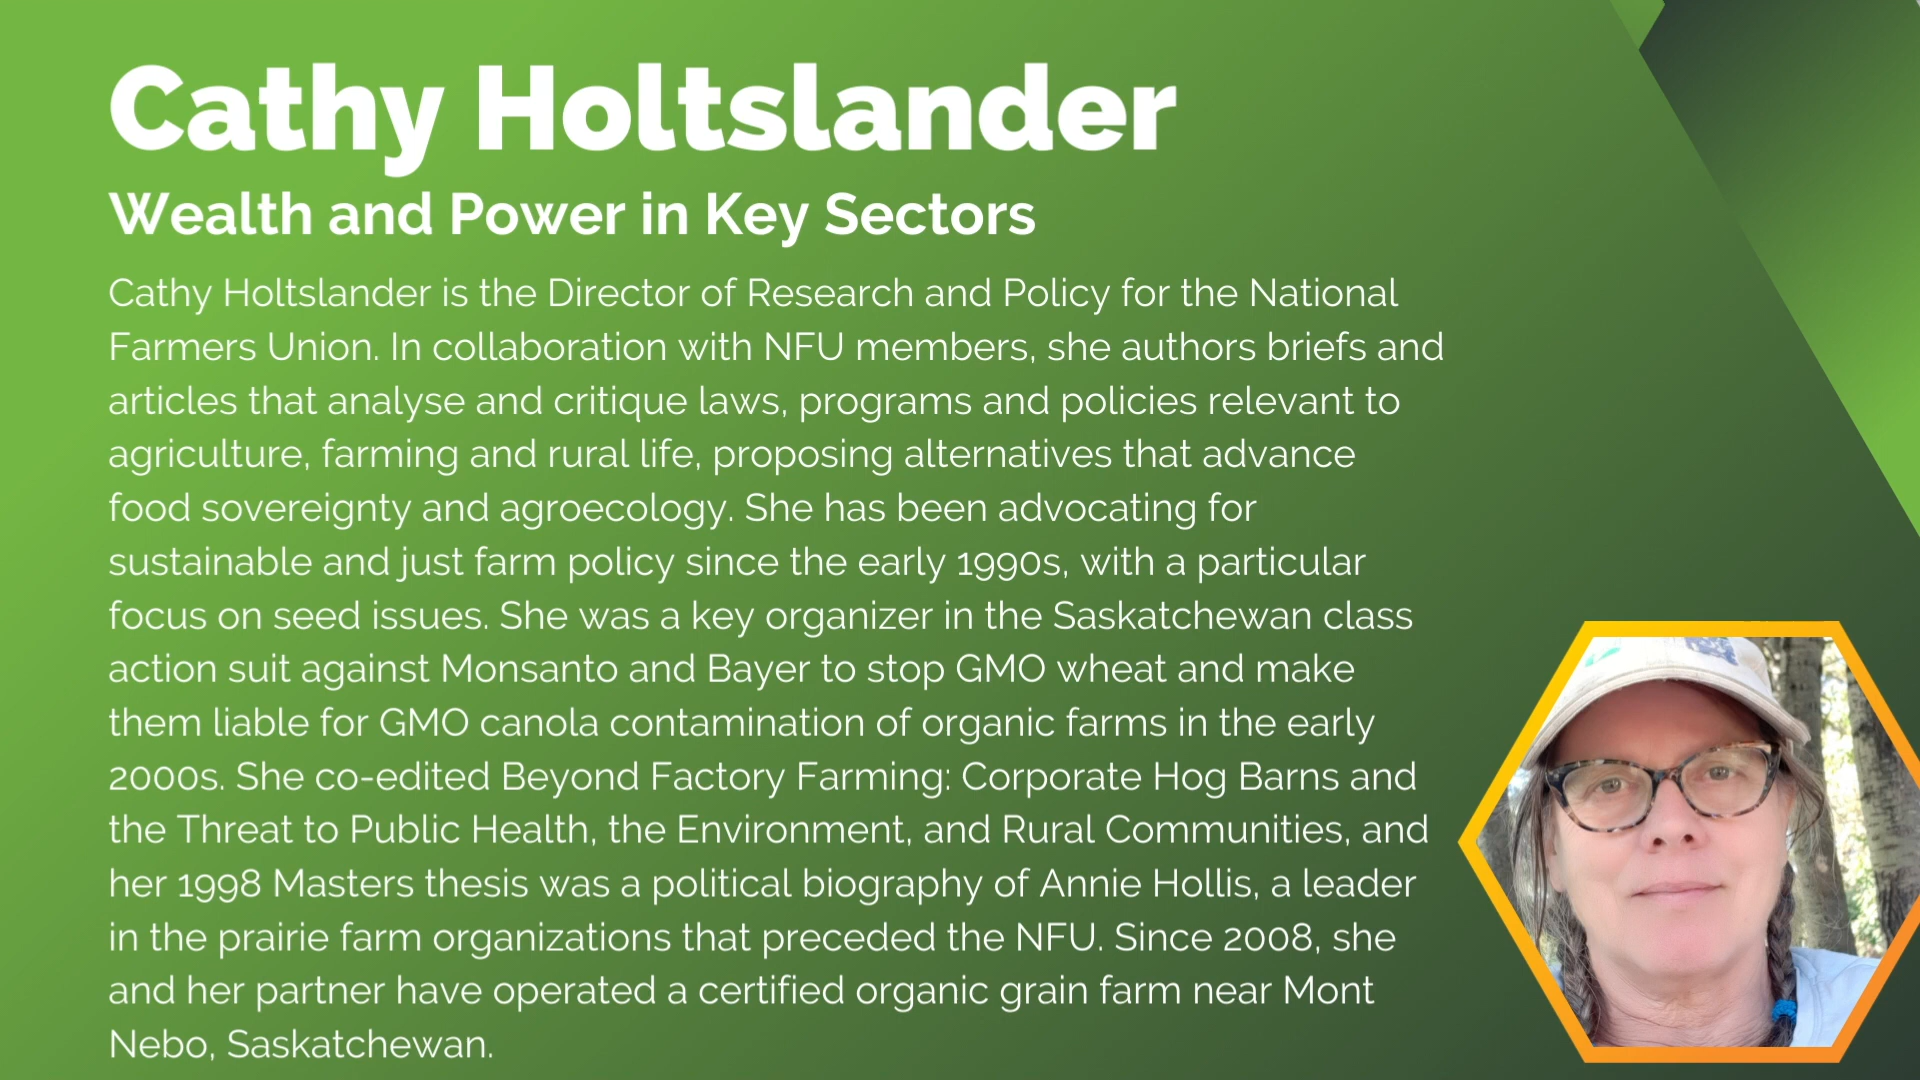 Cathy Holtslander
Wealth and Power in Key Sectors
Cathy Holtslander is the Director of Research and Policy for the National
Farmers Union. In collaboration with NFU members, she authors briefs and
articles that analyse and critique laws, programs and policies relevant to
agriculture, farming and rural life, proposing alternatives that advance
food sovereignty and agroecology. She has been advocating for
sustainable and just farm policy since the early 1990s, with a particular
focus on seed issues. She was a key organizer in the Saskatchewan class
action suit against Monsanto and Bayer to stop GMO wheat and make
them liable for GMO canola contamination of organic farms in the early
2000s. She co-edited Beyond Factory Farming: Corporate Hog Barns and
the Threat to Public Health, the Environment, and Rural Communities, and
her 1998 Masters thesis was a political biography of Annie Hollis, a leader
in the prairie farm organizations that preceded the NFU. Since 2008, she
and her partner have operated a certified organic grain farm near Mont
Nebo, Saskatchewan.